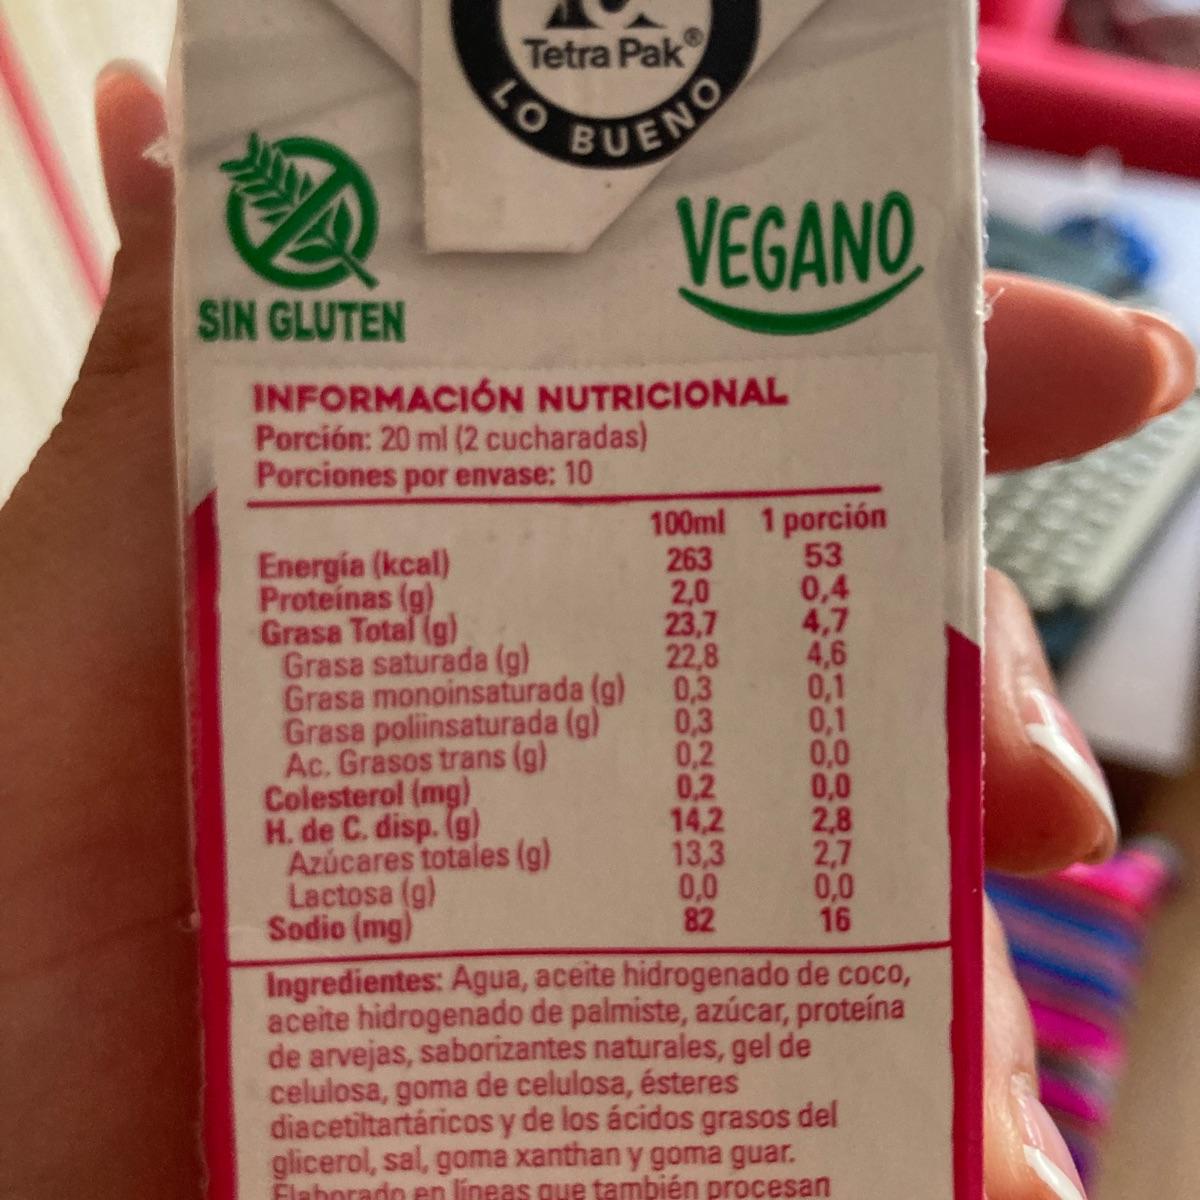 Tetra Pak®
LO BUENO
SIN GLUTEN
VEGANO
INFORMACIÓN NUTRICIONAL
Porción: 20 ml (2 cucharadas)
Porciones por envase: 10
100ml 1 porción
Energía (kcal) 263 53
Proteínas (g) 2,0 0,4
Grasa Total (g) 23,7 4,7
Grasa saturada (g) 22,8 4,6
Grasa monoinsaturada (g) 0,3 0,1
Grasa poliinsaturada (g) 0,3 0,1
Ac. Grasos trans (g) 0,2 0,0
Colesterol (mg) 0,2 0,0
H. de C. disp. (g) 14,2 2,8
Azúcares totales (g) 13,3 2,7
Lactosa (g) 0,0 0,0
Sodio (mg) 82 16
Ingredientes: Agua, aceite hidrogenado de coco,
aceite hidrogenado de palmiste, azúcar, proteína
de arvejas, saborizantes naturales, gel de
celulosa, goma de celulosa, ésteres
diacetiltartáricos y de los ácidos grasos del
glicerol, sal, goma xanthan y goma guar.
Elaborado en líneas que también procesan